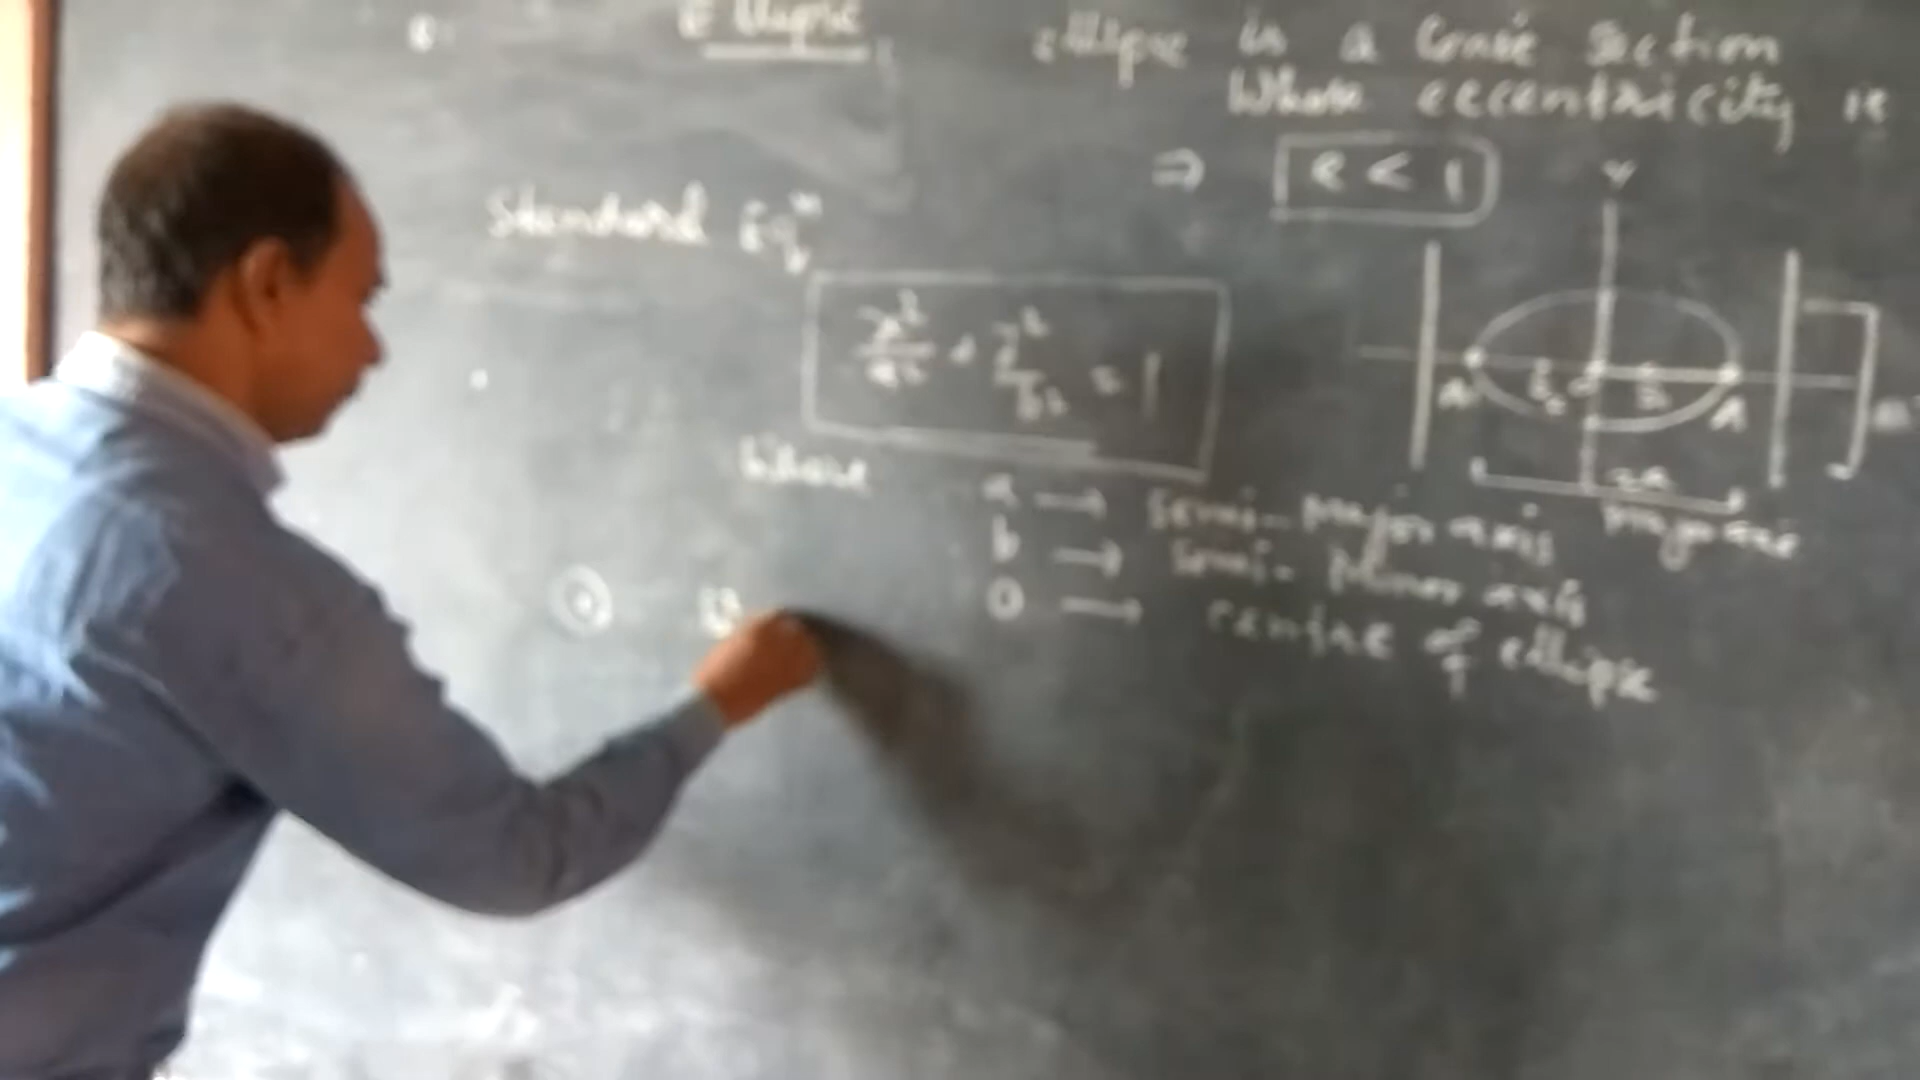 Ellipse
ellipse is a Conic section
Whose eccentricity is
⇒ e < 1
Standard Eqⁿ
x²/a² + y²/b² = 1
Where
a → Semi-major axis
b → Semi-Minor axis
O → centre of ellipse
Y
A' A
2a